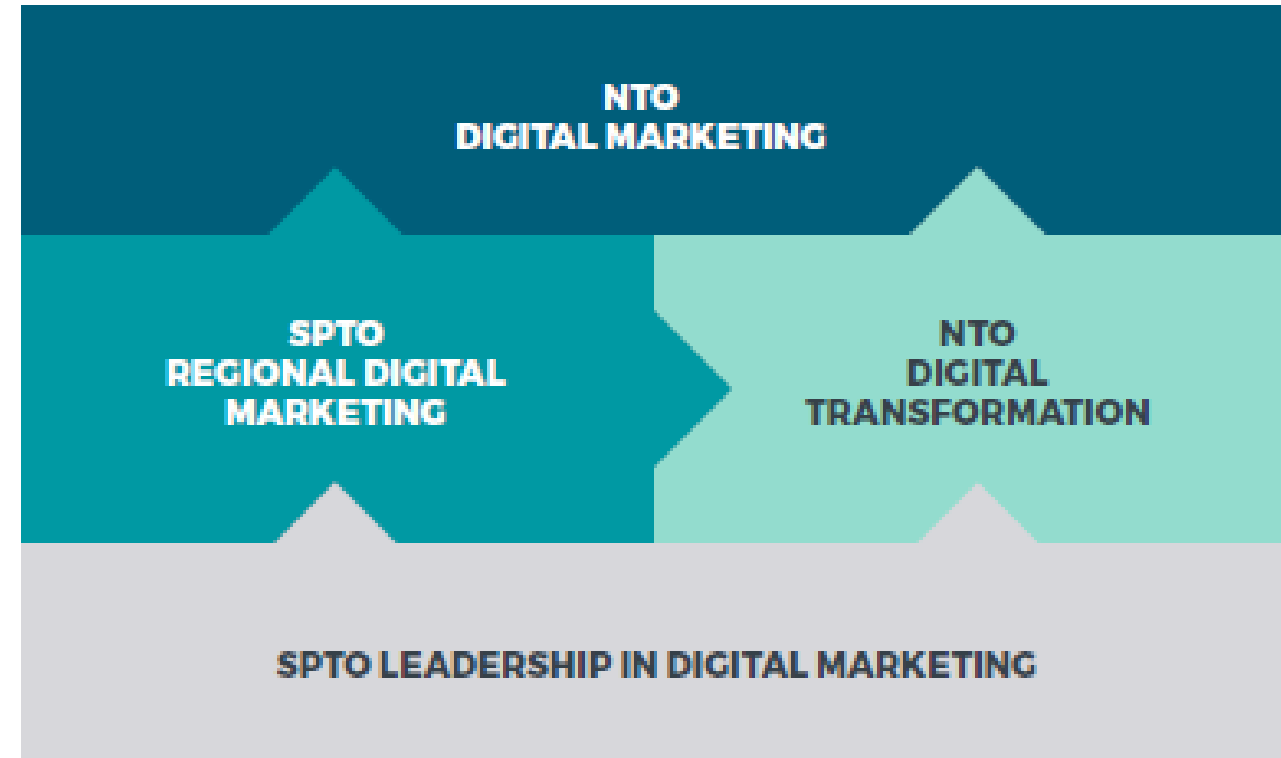 NTO
DIGITAL MARKETING
SPTO
REGIONAL DIGITAL
MARKETING
NTO
DIGITAL
TRANSFORMATION
SPTO LEADERSHIP IN DIGITAL MARKETING